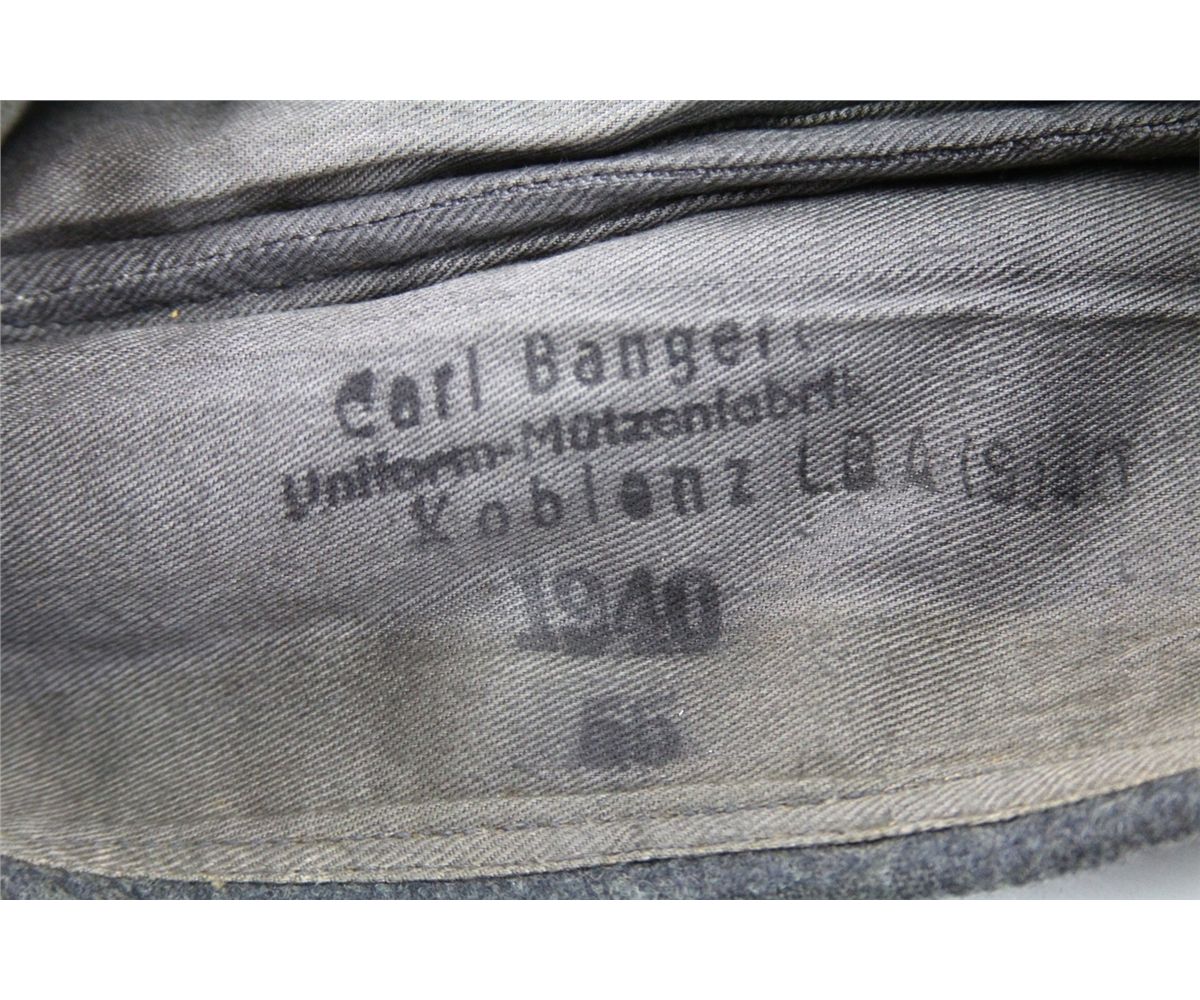 Carl Bangert
Uniform-Mützenfabrik
Koblenz
1940